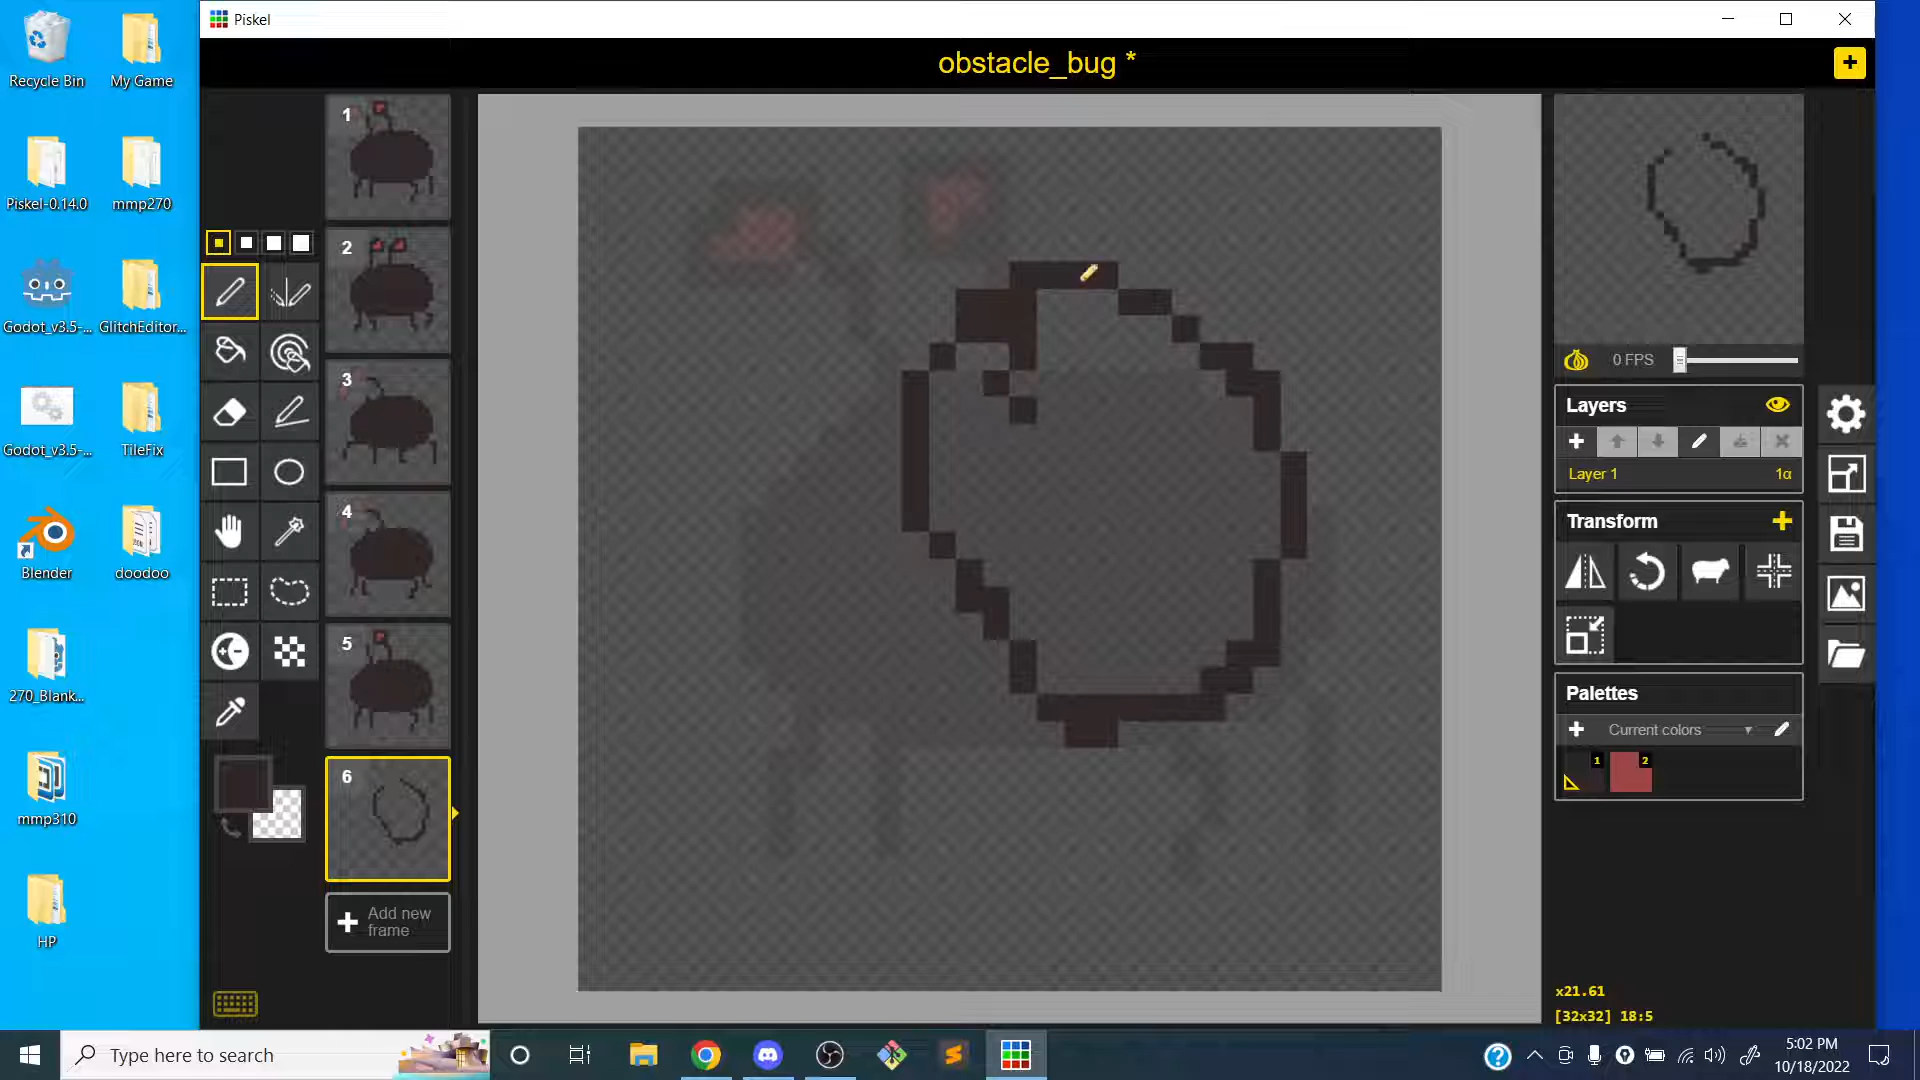 Piskel
obstacle_bug *
Recycle Bin
My Game
Piskel-0.14.0
mmp270
Godot_v3.5-...
GlitchEditor...
Godot_v3.5-...
TileFix
Blender
doodoo
270_Blank...
mmp310
HP
1
2
3
4
5
6
Add new
frame
0 FPS
Layers
Layer 1
1α
Transform
Palettes
Current colors
1
2
x21.61
[32x32] 18:5
Type here to search
5:02 PM
10/18/2022